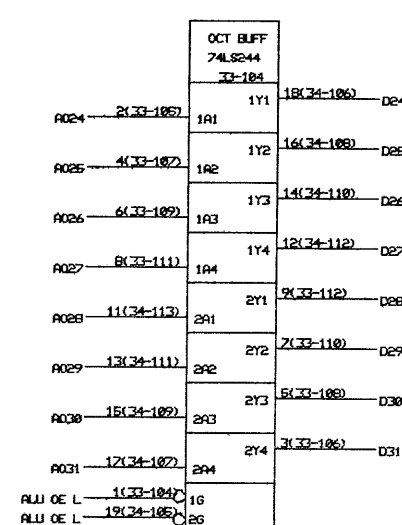 OCT BUFF
74LS244
33-104
1Y1 18(34-106) D24
AO24 2(33-105) 1A1
1Y2 16(34-108) D25
AO25 4(33-107) 1A2
1Y3 14(34-110) D26
AO26 6(33-109) 1A3
1Y4 12(34-112) D27
AO27 8(33-111) 1A4
2Y1 9(33-112) D28
AO28 11(34-113) 2A1
2Y2 7(33-110) D29
AO29 13(34-111) 2A2
2Y3 5(33-108) D30
AO30 15(34-109) 2A3
2Y4 3(33-106) D31
AO31 17(34-107) 2A4
ALU OE L 1(33-104) 1G
ALU OE L 19(34-105) 2G